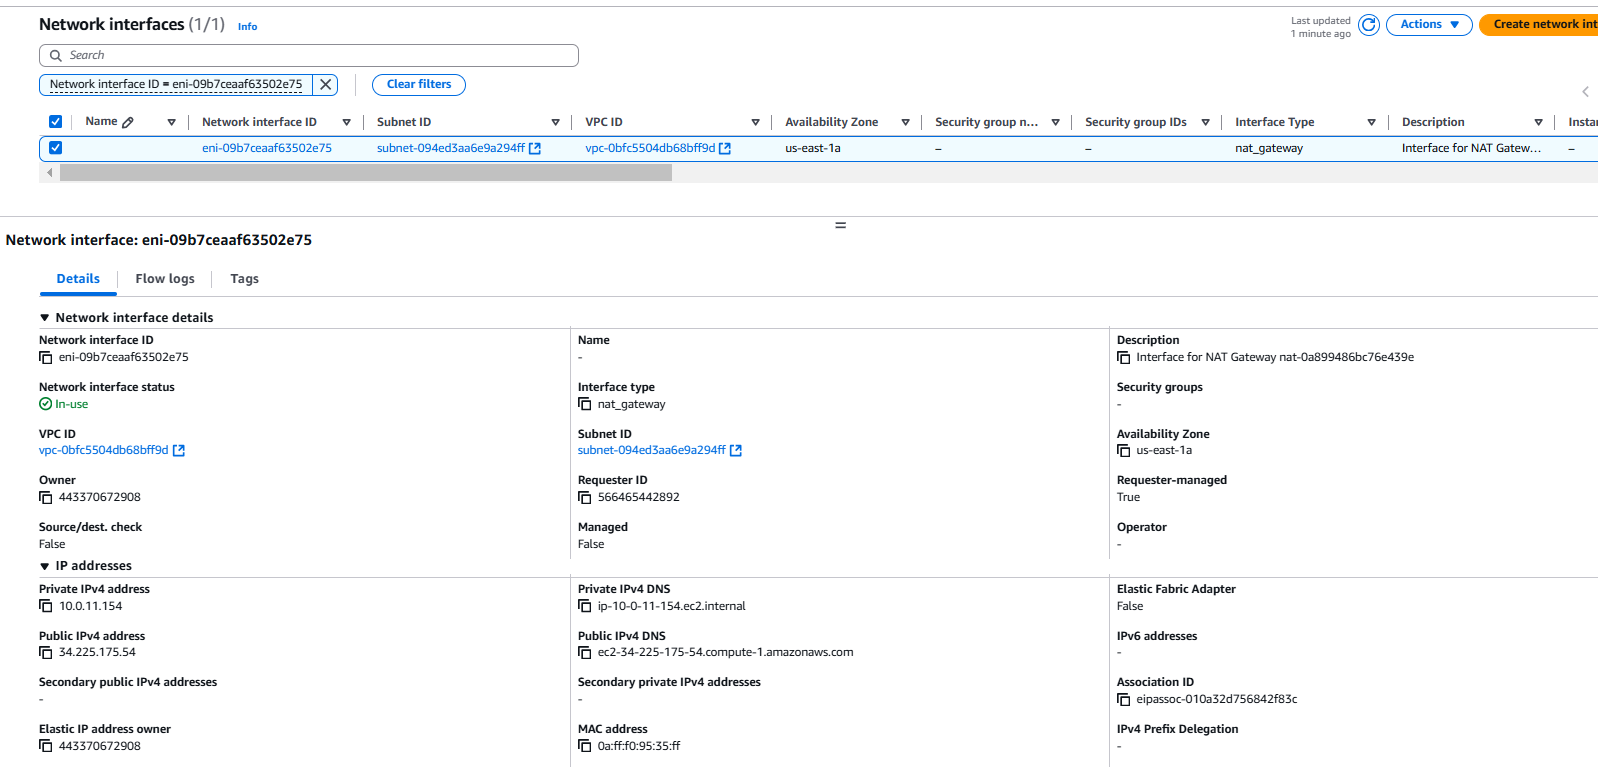 Network interfaces (1/1) Info
Last updated
1 minute ago
Actions
Create network int
Search
Network interface ID = eni-09b7ceaaf63502e75
Clear filters
Name Network interface ID Subnet ID VPC ID Availability Zone Security group n... Security group IDs Interface Type Description Insta
eni-09b7ceaaf63502e75 subnet-094ed3aa6e9a294ff vpc-0bfc5504db68bff9d us-east-1a – – nat_gateway Interface for NAT Gatew... –
Network interface: eni-09b7ceaaf63502e75
Details Flow logs Tags
Network interface details
Network interface ID
eni-09b7ceaaf63502e75
Name
-
Description
Interface for NAT Gateway nat-0a899486bc76e439e
Network interface status
In-use
Interface type
nat_gateway
Security groups
-
VPC ID
vpc-0bfc5504db68bff9d
Subnet ID
subnet-094ed3aa6e9a294ff
Availability Zone
us-east-1a
Owner
443370672908
Requester ID
566465442892
Requester-managed
True
Source/dest. check
False
Managed
False
Operator
-
IP addresses
Private IPv4 address
10.0.11.154
Private IPv4 DNS
ip-10-0-11-154.ec2.internal
Elastic Fabric Adapter
False
Public IPv4 address
34.225.175.54
Public IPv4 DNS
ec2-34-225-175-54.compute-1.amazonaws.com
IPv6 addresses
-
Secondary public IPv4 addresses
-
Secondary private IPv4 addresses
-
Association ID
eipassoc-010a32d756842f83c
Elastic IP address owner
443370672908
MAC address
0a:ff:f0:95:35:ff
IPv4 Prefix Delegation
-